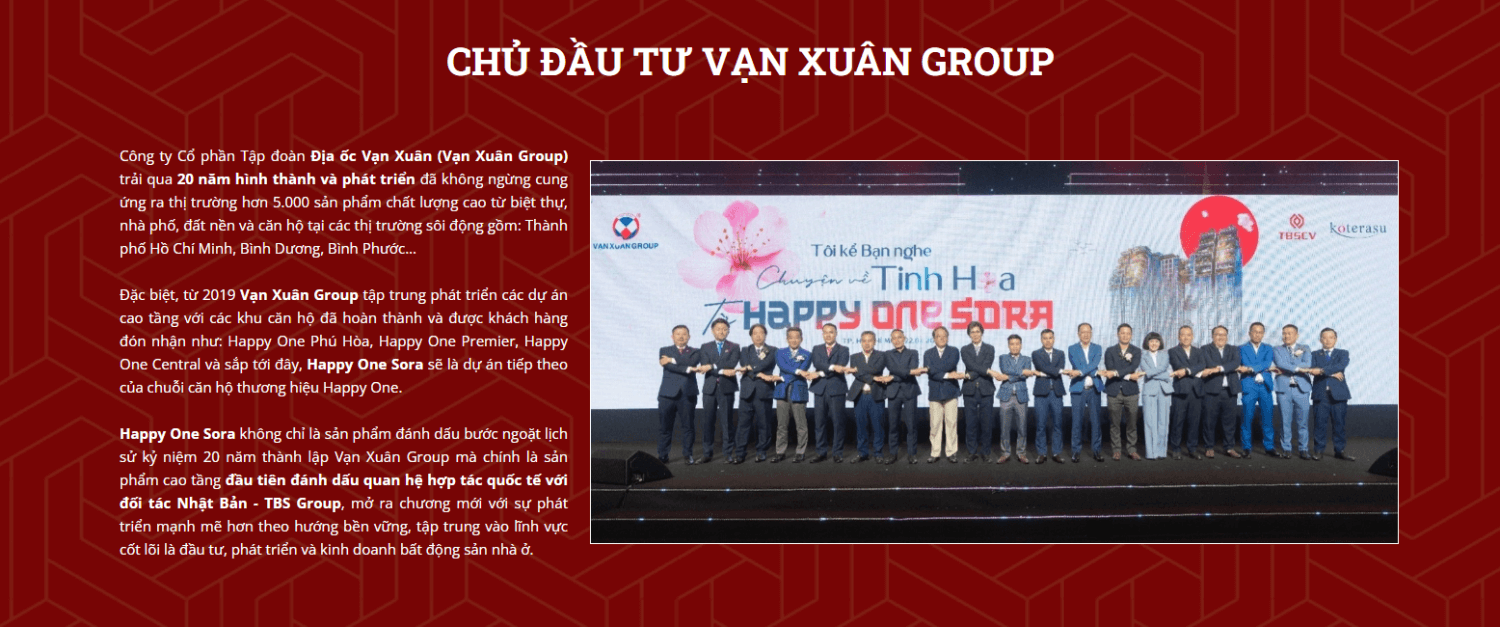 CHỦ ĐẦU TƯ VẠN XUÂN GROUP
Công ty Cổ phần Tập đoàn Địa ốc Vạn Xuân (Vạn Xuân Group)
trải qua 20 năm hình thành và phát triển đã không ngừng cung
ứng ra thị trường hơn 5.000 sản phẩm chất lượng cao từ biệt thự,
nhà phố, đất nền và căn hộ tại các thị trường sôi động gồm: Thành
phố Hồ Chí Minh, Bình Dương, Bình Phước...
Đặc biệt, từ 2019 Vạn Xuân Group tập trung phát triển các dự án
cao tầng với các khu căn hộ đã hoàn thành và được khách hàng
đón nhận như: Happy One Phú Hòa, Happy One Premier, Happy
One Central và sắp tới đây, Happy One Sora sẽ là dự án tiếp theo
của chuỗi căn hộ thương hiệu Happy One.
Happy One Sora không chỉ là sản phẩm đánh dấu bước ngoặt lịch
sử kỷ niệm 20 năm thành lập Vạn Xuân Group mà chính là sản
phẩm cao tầng đầu tiên đánh dấu quan hệ hợp tác quốc tế với
đối tác Nhật Bản - TBS Group, mở ra chương mới với sự phát
triển mạnh mẽ hơn theo hướng bền vững, tập trung vào lĩnh vực
cốt lõi là đầu tư, phát triển và kinh doanh bất động sản nhà ở.
VANXUANGROUP
TBSCV
koterasu
Tôi kể Bạn nghe
Chuyện về Tinh Hoa
Từ HAPPY ONE SORA